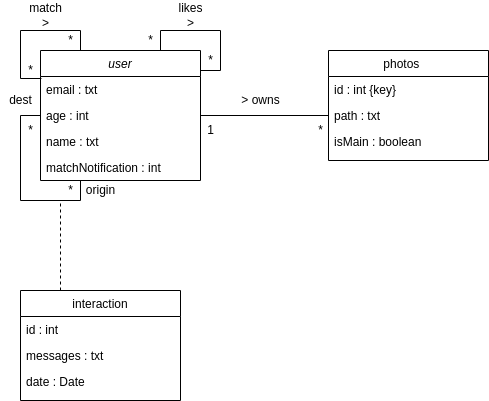 match
>
*
*
likes
>
*
*
user
email : txt
age : int
name : txt
matchNotification : int
dest
*
*
origin
> owns
1
*
photos
id : int {key}
path : txt
isMain : boolean
interaction
id : int
messages : txt
date : Date